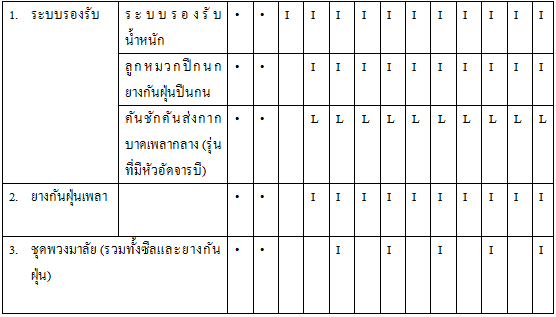 1. ระบบรองรับ ระบบรองรับ • • I I I I I I I I I I I
น้ำหนัก
ลูกหมวกปีกนก • • I I I I I I I I I I
ยางกันฝุ่นปีนกน
คันชักคันส่งกาก • • L L L L L L L L L L
บาดเพลากลาง (รุ่น
ที่มีหัวอัดจารบี)
2. ยางกันฝุ่นเพลา • • I I I I I I I I I I
3. ชุดพวงมาลัย (รวมทั้งซีลและยางกัน • • I I I I I
ฝุ่น)